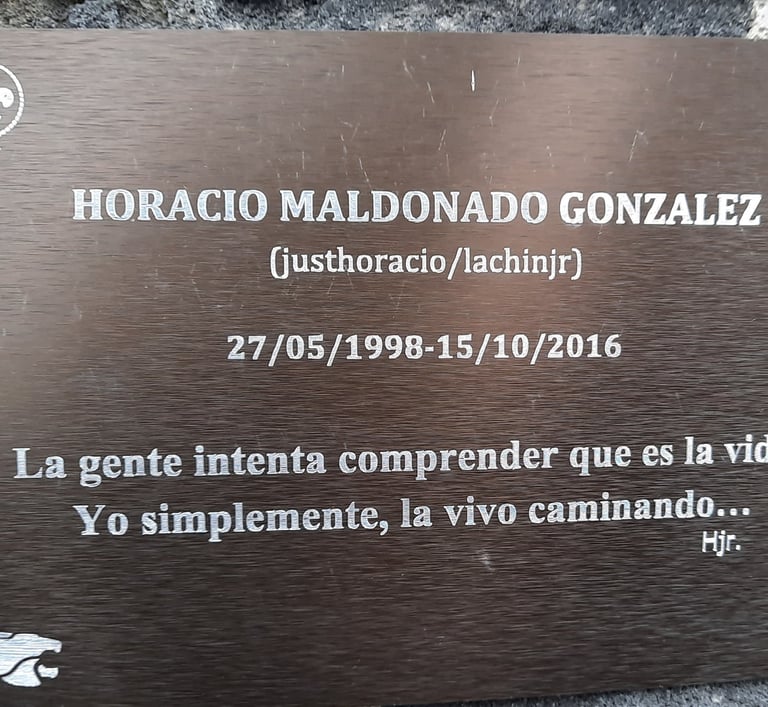 HORACIO MALDONADO GONZALEZ
(justhoracio/lachinjr)
27/05/1998-15/10/2016
La gente intenta comprender que es la vid
Yo simplemente, la vivo caminando...
Hjr.